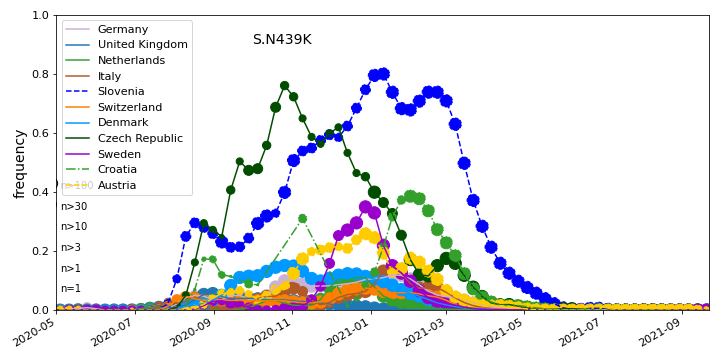 S.N439K
frequency
1.0
0.8
0.6
0.4
0.2
0.0
Germany
United Kingdom
Netherlands
Italy
Slovenia
Switzerland
Denmark
Czech Republic
Sweden
Croatia
Austria
n>100
n>30
n>10
n>3
n>1
n=1
2020-05
2020-07
2020-09
2020-11
2021-01
2021-03
2021-05
2021-07
2021-09